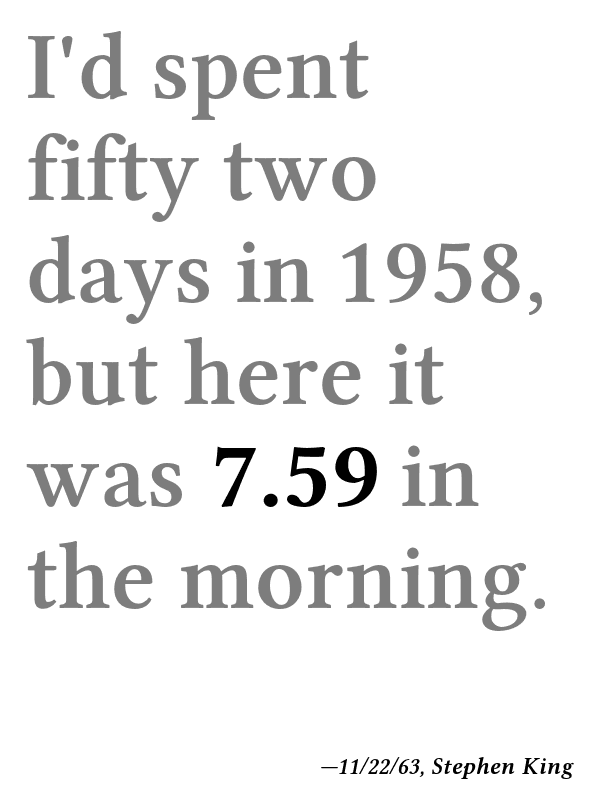 I'd spent
fifty two
days in 1958,
but here it
was 7.59 in
the morning.
—11/22/63, Stephen King